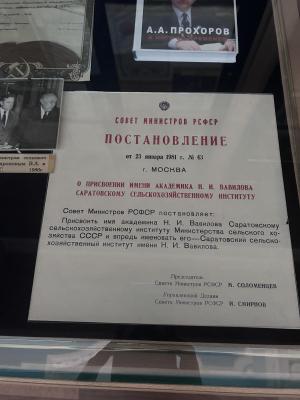 А.А.ПРОХОРОВ
СОВЕТ МИНИСТРОВ РСФСР
ПОСТАНОВЛЕНИЕ
от 23 января 1981 г. № 63
г. МОСКВА
О ПРИСВОЕНИИ ИМЕНИ АКАДЕМИКА Н. И. ВАВИЛОВА
САРАТОВСКОМУ СЕЛЬСКОХОЗЯЙСТВЕННОМУ ИНСТИТУТУ
Совет Министров РСФСР постановляет:
Присвоить имя академика Н. И. Вавилова Саратовскому
сельскохозяйственному институту Министерства сельского хо-
зяйства СССР и впредь именовать его—Саратовский сельско-
хозяйственный институт имени Н. И. Вавилова.
Председатель
Совета Министров РСФСР М. СОЛОМЕНЦЕВ
Управляющий Делами
Совета Министров РСФСР И. СМИРНОВ